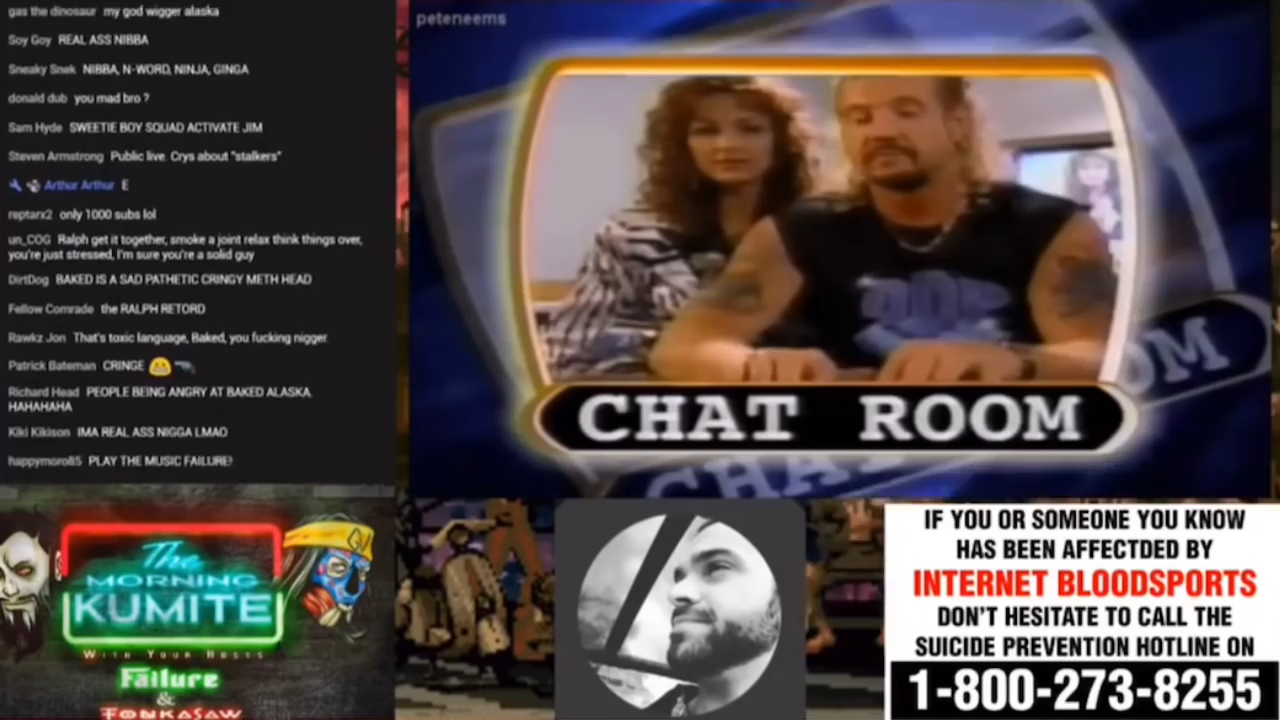 gas the dinosaur my god wigger alaska
Soy Goy REAL ASS NIBBA
Sneaky Snek NIBBA, N-WORD, NINJA, GINGA
donald dub you mad bro ?
Sam Hyde SWEETIE BOY SQUAD ACTIVATE JIM
Steven Armstrong Public live. Crys about "stalkers"
Arthur Arthur E
reptarx2 only 1000 subs lol
un_COG Ralph get it together, smoke a joint relax think things over,
you're just stressed, I'm sure you're a solid guy
DirtDog BAKED IS A SAD PATHETIC CRINGY METH HEAD
Fellow Comrade the RALPH RETORD
Rawkz Jon That's toxic language, Baked, you fucking nigger.
Patrick Bateman CRINGE
Richard Head PEOPLE BEING ANGRY AT BAKED ALASKA.
HAHAHAHA
Kiki Kikison IMA REAL ASS NIGGA LMAO
happymoro85 PLAY THE MUSIC FAILURE!
peteneems
CHAT ROOM
The
MORNING
KUMITE
WITH YOUR HOSTS
Failure
&
TONKASAW
IF YOU OR SOMEONE YOU KNOW
HAS BEEN AFFECTDED BY
INTERNET BLOODSPORTS
DON'T HESITATE TO CALL THE
SUICIDE PREVENTION HOTLINE ON
1-800-273-8255